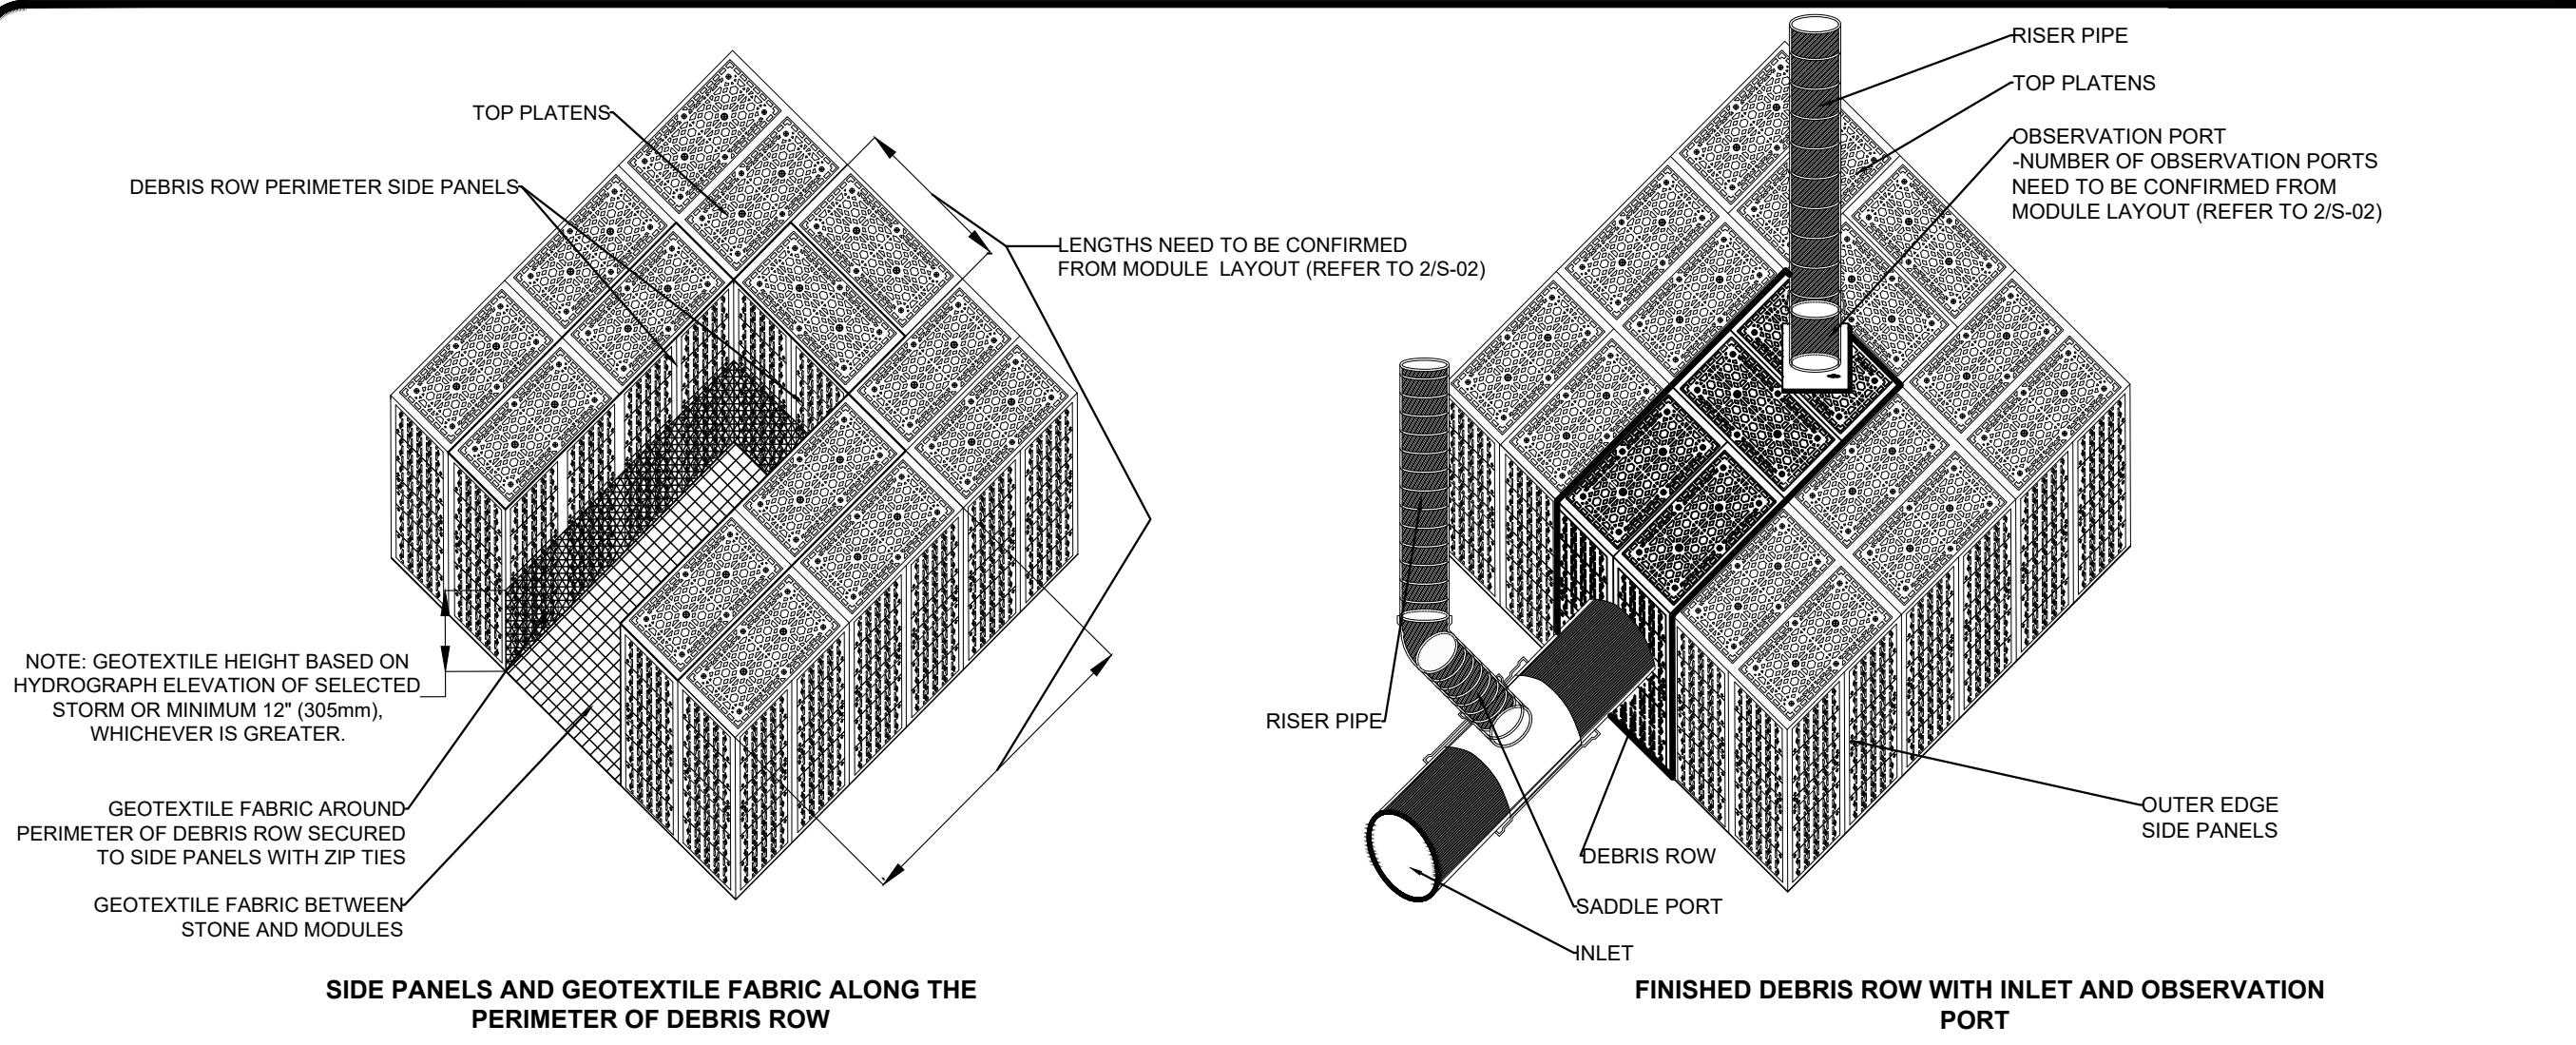 TOP PLATENS
DEBRIS ROW PERIMETER SIDE PANELS
LENGTHS NEED TO BE CONFIRMED
FROM MODULE LAYOUT (REFER TO 2/S-02)
NOTE: GEOTEXTILE HEIGHT BASED ON
HYDROGRAPH ELEVATION OF SELECTED
STORM OR MINIMUM 12" (305mm),
WHICHEVER IS GREATER.
GEOTEXTILE FABRIC AROUND
PERIMETER OF DEBRIS ROW SECURED
TO SIDE PANELS WITH ZIP TIES
GEOTEXTILE FABRIC BETWEEN
STONE AND MODULES
SIDE PANELS AND GEOTEXTILE FABRIC ALONG THE
PERIMETER OF DEBRIS ROW
RISER PIPE
TOP PLATENS
OBSERVATION PORT
-NUMBER OF OBSERVATION PORTS
NEED TO BE CONFIRMED FROM
MODULE LAYOUT (REFER TO 2/S-02)
RISER PIPE
OUTER EDGE
SIDE PANELS
DEBRIS ROW
SADDLE PORT
INLET
FINISHED DEBRIS ROW WITH INLET AND OBSERVATION
PORT